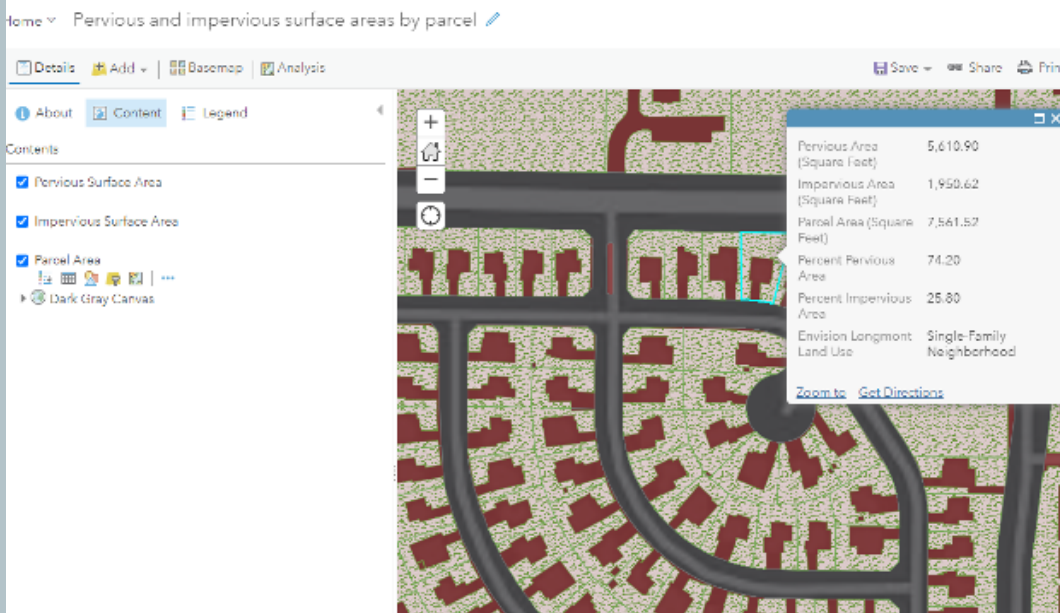 Home Pervious and impervious surface areas by parcel
Details Add Basemap Analysis Save Share Prin
About Content Legend
Contents
Pervious Surface Area
Impervious Surface Area
Parcel Area
Dark Gray Canvas
Pervious Area 5,610.90
(Square Feet)
Impervious Area 1,950.62
(Square Feet)
Parcel Area (Square 7,561.52
Feet)
Percent Pervious 74.20
Area
Percent Impervious 25.80
Area
Envision Longmont Single-Family
Land Use Neighborhood
Zoom to Get Directions